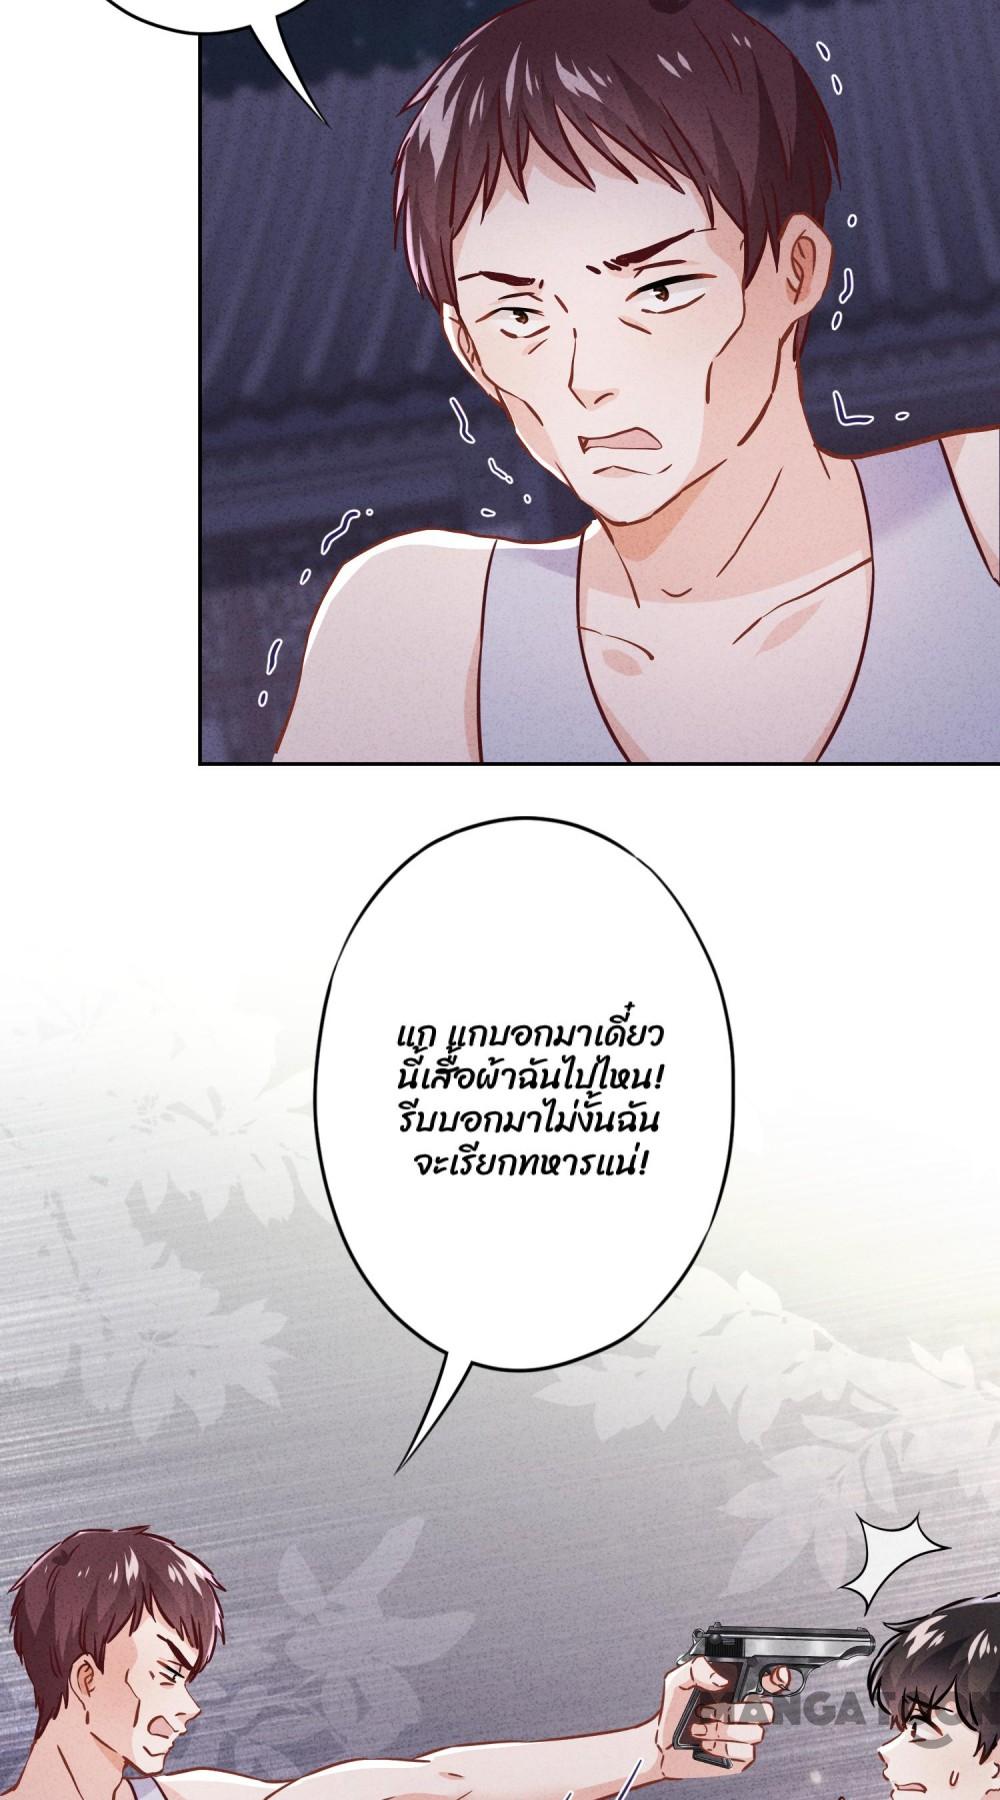 แก แกบอกมาเดี๋ยว
นี้เสื้อผ้าฉันไปไหน!
รีบบอกมาไม่งั้นฉัน
จะเรียกทหารแน่!
MANGATOON